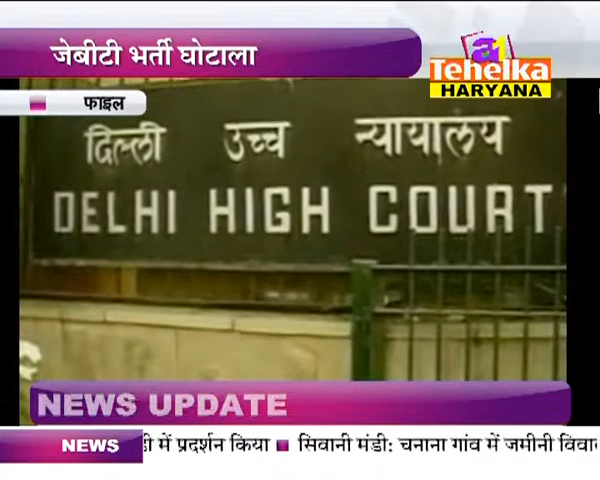 जेबीटी भर्ती घोटाला
a1
Tehelka
HARYANA
फाइल
दिल्ली उच्च न्यायालय
DELHI HIGH COURT
NEWS UPDATE
NEWS
में प्रदर्शन किया ■ सिवानी मंडी: चनाना गांव में जमीनी